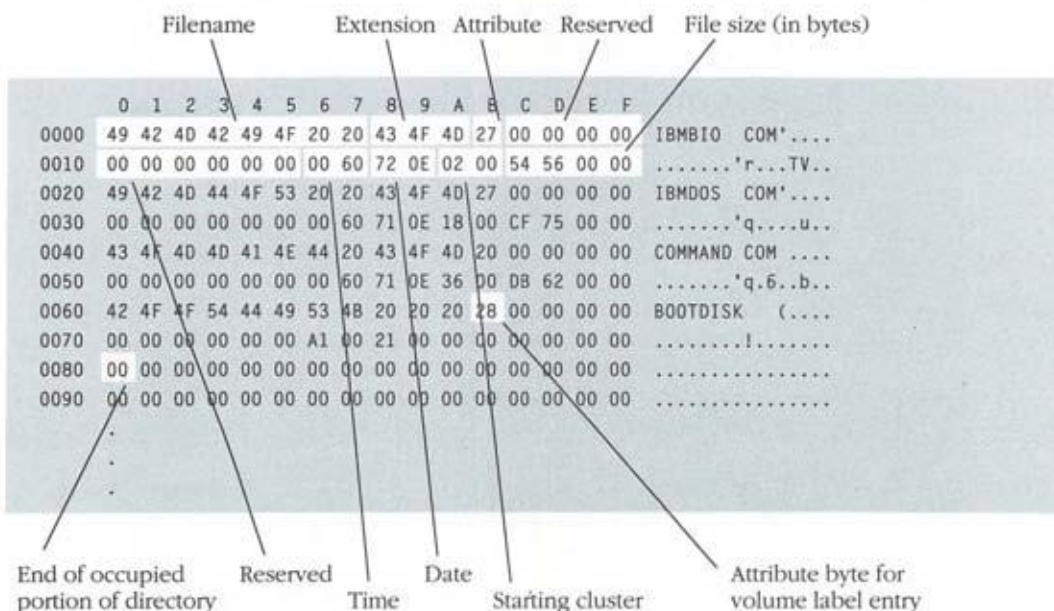 Filename Extension Attribute Reserved File size (in bytes)
0 1 2 3 4 5 6 7 8 9 A B C D E F
0000 49 42 4D 42 49 4F 20 20 43 4F 4D 27 00 00 00 00 IBMBIO COM'....
0010 00 00 00 00 00 00 00 60 72 0E 02 00 54 56 00 00 .......'r...TV..
0020 49 42 4D 44 4F 53 20 20 43 4F 4D 27 00 00 00 00 IBMDOS COM'....
0030 00 00 00 00 00 00 00 60 71 0E 18 00 CF 75 00 00 .......'q....u..
0040 43 4F 4D 4D 41 4E 44 20 43 4F 4D 20 00 00 00 00 COMMAND COM ....
0050 00 00 00 00 00 00 00 60 71 0E 36 00 DB 62 00 00 .......'q.6..b..
0060 42 4F 4F 54 44 49 53 4B 20 20 20 28 00 00 00 00 BOOTDISK (....
0070 00 00 00 00 00 00 A1 00 21 00 00 00 00 00 00 00 ........!.......
0080 00 00 00 00 00 00 00 00 00 00 00 00 00 00 00 00 ................
0090 00 00 00 00 00 00 00 00 00 00 00 00 00 00 00 00 ................
.
.
.
End of occupied portion of directory
Reserved
Time
Date
Starting cluster
Attribute byte for volume label entry